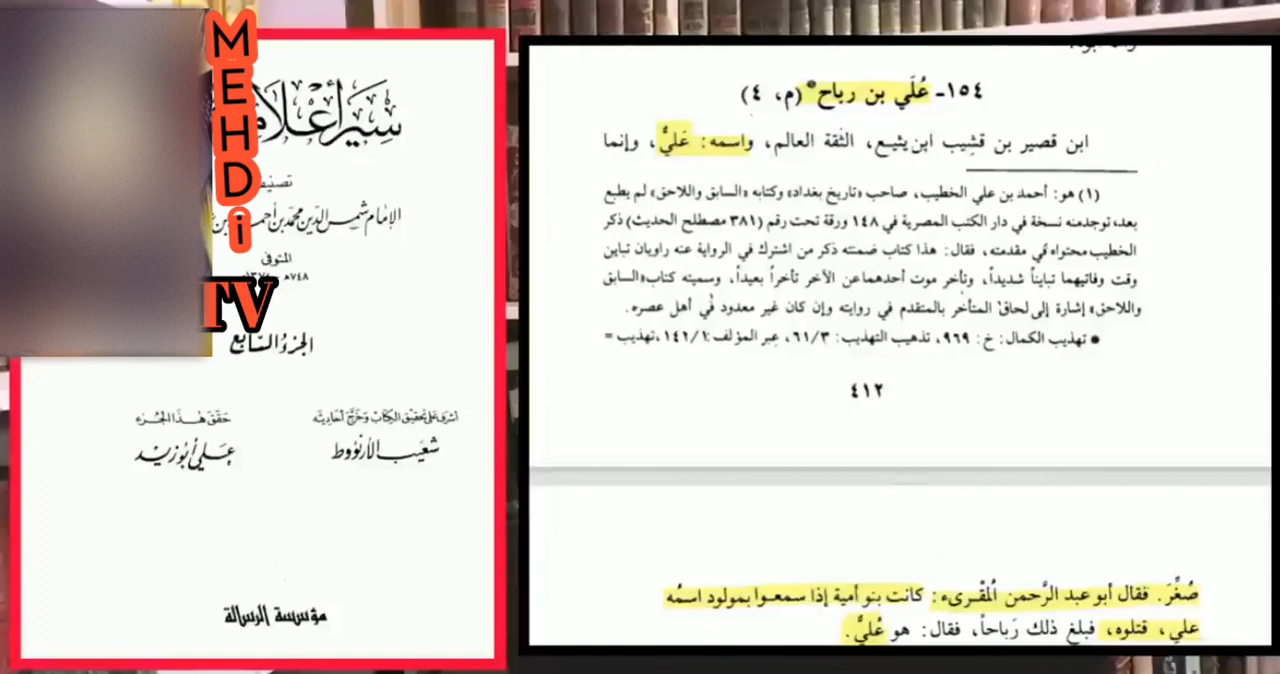 MEHDi
TV
سير أعلام
تصنيف
الإمام شمس الدين محمد بن أحمد بن
المتوفى
٧٤٨هـ - ١٣٧٤
الجزء السابع
أشرف على تحقيق الكتاب وخرج أحاديثه
شعيب الأرنؤوط
حقق هذا الجزء
علي أبو زيد
مؤسسة الرسالة
١٥٤- عُلَي بن رباح* (م، ٤)
ابن قصير بن قشيب ابن يثيع، الثقة العالم، واسمه: عَليٌّ، وإنما
(١) هو: أحمد بن علي الخطيب، صاحب «تاريخ بغداد» وكتابه «السابق واللاحق» لم يطبع
بعد، توجد منه نسخة في دار الكتب المصرية في ١٤٨ ورقة تحت رقم (٣٨١ مصطلح الحديث) ذكر
الخطيب محتواه في مقدمته، فقال: هذا كتاب ضمنته ذكر من اشترك في الرواية عنه راويان تباين
وقت وفاتيهما تبايناً شديداً، وتأخر موت أحدهما عن الآخر تأخراً بعيداً، وسميته كتاب «السابق
واللاحق» إشارة إلى لحاق المتأخر بالمتقدم في روايته وإن كان غير معدود في أهل عصره.
* تهذيب الكمال: خ: ٩٦٩، تذهيب التهذيب: ٦١/٣، عبر المؤلف: ١٤٢/١، تهذيب =
٤١٢
صُغِّرَ. فقال أبو عبد الرَّحمن المُقْرىء: كانت بنو أمية إذا سمعوا بمولود اسمُه
علي، قتلوه، فبلغ ذلك رَباحاً، فقال: هو عُليٌّ.